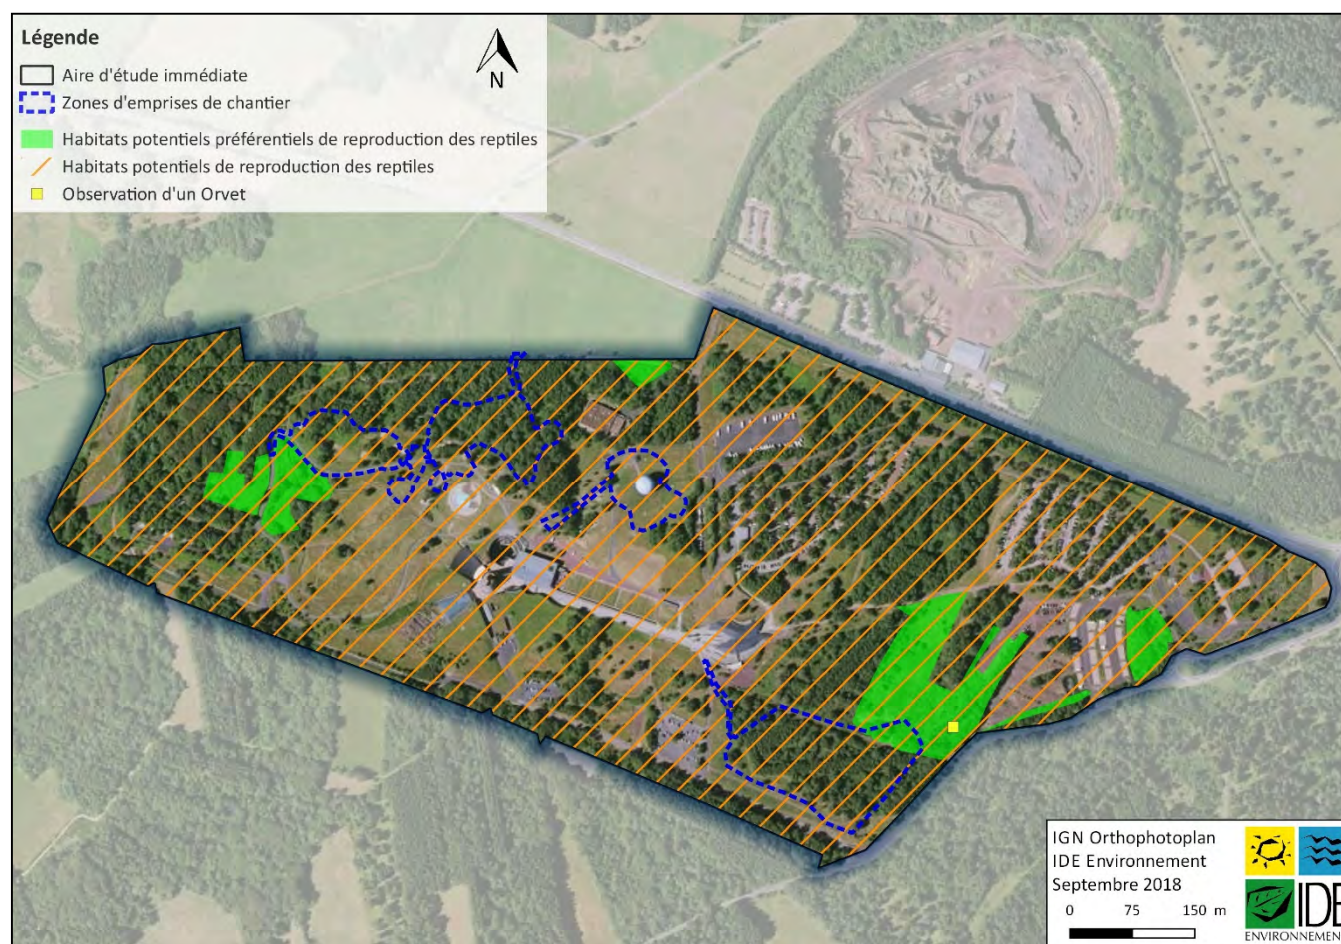 Légende
N
Aire d'étude immédiate
Zones d'emprises de chantier
Habitats potentiels préférentiels de reproduction des reptiles
Habitats potentiels de reproduction des reptiles
Observation d'un Orvet
IGN Orthophotoplan
IDE Environnement
Septembre 2018
0 75 150 m
IDE
ENVIRONNEMEN